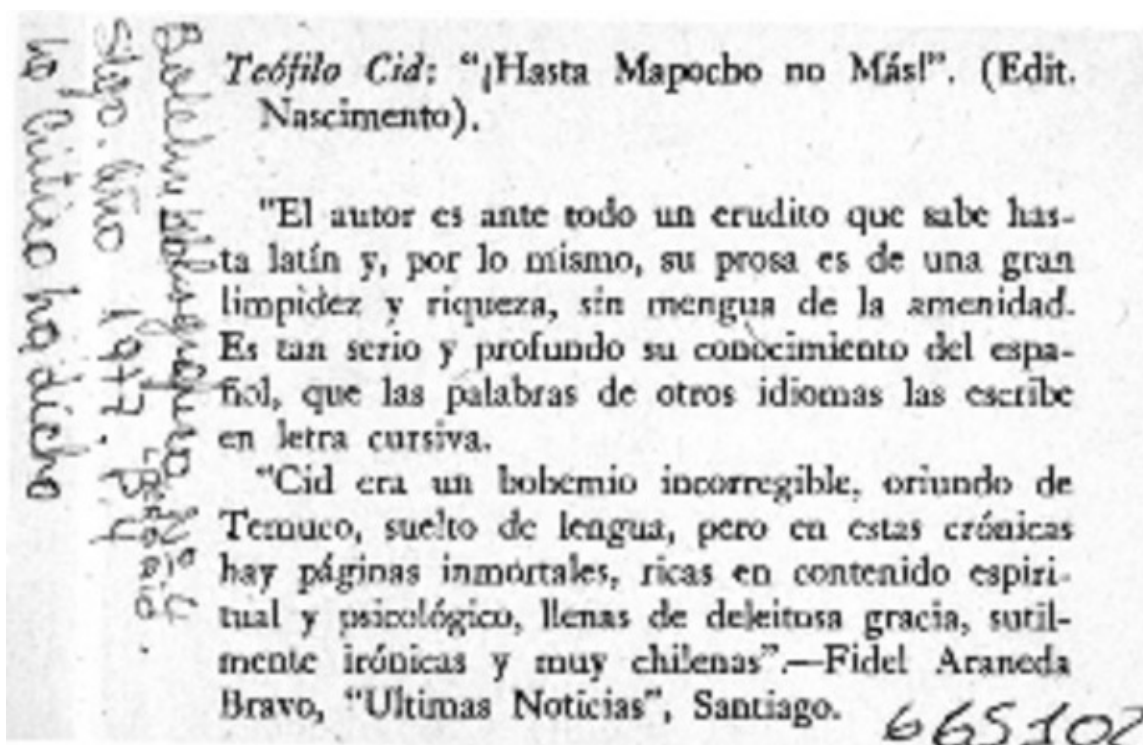 Teófilo Cid: "¡Hasta Mapocho no Más!". (Edit.
Nascimento).
"El autor es ante todo un erudito que sabe has-
ta latín y, por lo mismo, su prosa es de una gran
limpidez y riqueza, sin mengua de la amenidad.
Es tan serio y profundo su conocimiento del espa-
ñol, que las palabras de otros idiomas las escribe
en letra cursiva.
"Cid era un bohemio incorregible, oriundo de
Temuco, suelto de lengua, pero en estas crónicas
hay páginas inmortales, ricas en contenido espiri-
tual y psicológico, llenas de deleitosa gracia, sutil-
mente irónicas y muy chilenas".—Fidel Araneda
Bravo, "Ultimas Noticias", Santiago.
665102
Stgo. Año 1977. P. 4
ha dicho